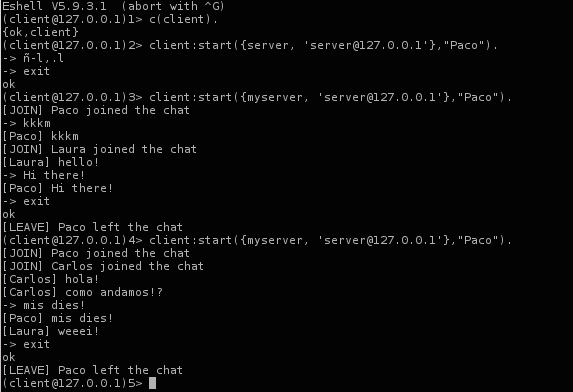 Eshell V5.9.3.1  (abort with ^G)
(client@127.0.0.1)1> c(client).
{ok,client}
(client@127.0.0.1)2> client:start({server, 'server@127.0.0.1'},"Paco").
-> ñ-l,.l
-> exit
ok
(client@127.0.0.1)3> client:start({myserver, 'server@127.0.0.1'},"Paco").
[JOIN] Paco joined the chat
-> kkkm
[Paco] kkkm
[JOIN] Laura joined the chat
[Laura] hello!
-> Hi there!
[Paco] Hi there!
-> exit
ok
[LEAVE] Paco left the chat
(client@127.0.0.1)4> client:start({myserver, 'server@127.0.0.1'},"Paco").
[JOIN] Paco joined the chat
[JOIN] Carlos joined the chat
[Carlos] hola!
[Carlos] como andamos!?
-> mis dies!
[Paco] mis dies!
[Laura] weeei!
-> exit
ok
[LEAVE] Paco left the chat
(client@127.0.0.1)5>